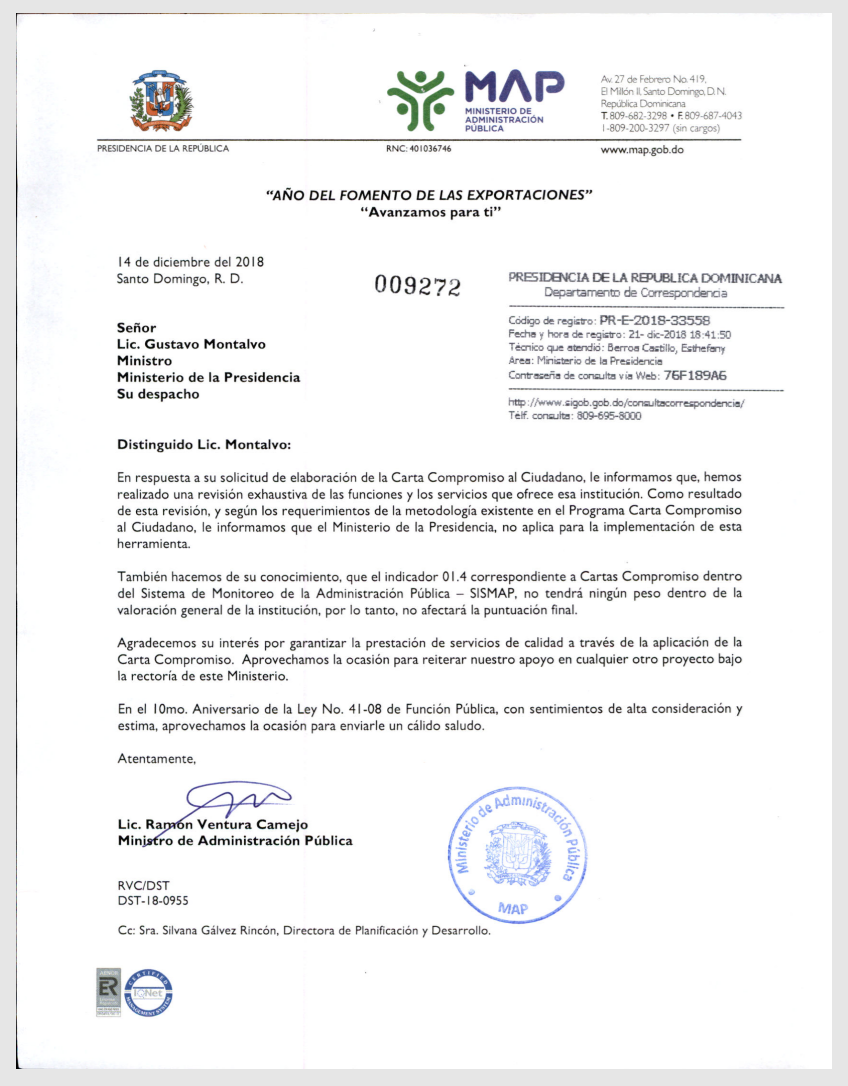 MAP
MINISTERIO DE
ADMINISTRACIÓN
PÚBLICA
Av. 27 de Febrero No. 419,
El Millón II, Santo Domingo, D. N.
República Dominicana
T. 809-682-3298 • F. 809-687-4043
1-809-200-3297 (sin cargos)
PRESIDENCIA DE LA REPÚBLICA
RNC: 401036746
www.map.gob.do
“AÑO DEL FOMENTO DE LAS EXPORTACIONES”
“Avanzamos para ti”
14 de diciembre del 2018
Santo Domingo, R. D.
009272
PRESIDENCIA DE LA REPUBLICA DOMINICANA
Departamento de Correspondencia
Código de registro: PR-E-2018-33558
Fecha y hora de registro: 21- dic-2018 18:41:50
Técnico que atendió: Berroa Castillo, Esthefany
Area: Ministerio de la Presidencia
Contraseña de consulta vía Web: 76F189A6
http://www.sigob.gob.do/consultacorrespondencia/
Télf. consulta: 809-695-8000
Señor
Lic. Gustavo Montalvo
Ministro
Ministerio de la Presidencia
Su despacho
Distinguido Lic. Montalvo:
En respuesta a su solicitud de elaboración de la Carta Compromiso al Ciudadano, le informamos que, hemos
realizado una revisión exhaustiva de las funciones y los servicios que ofrece esa institución. Como resultado
de esta revisión, y según los requerimientos de la metodología existente en el Programa Carta Compromiso
al Ciudadano, le informamos que el Ministerio de la Presidencia, no aplica para la implementación de esta
herramienta.
También hacemos de su conocimiento, que el indicador 01.4 correspondiente a Cartas Compromiso dentro
del Sistema de Monitoreo de la Administración Pública – SISMAP, no tendrá ningún peso dentro de la
valoración general de la institución, por lo tanto, no afectará la puntuación final.
Agradecemos su interés por garantizar la prestación de servicios de calidad a través de la aplicación de la
Carta Compromiso. Aprovechamos la ocasión para reiterar nuestro apoyo en cualquier otro proyecto bajo
la rectoría de este Ministerio.
En el 10mo. Aniversario de la Ley No. 41-08 de Función Pública, con sentimientos de alta consideración y
estima, aprovechamos la ocasión para enviarle un cálido saludo.
Atentamente,
Lic. Ramón Ventura Camejo
Ministro de Administración Pública
Ministerio de Administración Pública
MAP
RVC/DST
DST-18-0955
Cc: Sra. Silvana Gálvez Rincón, Directora de Planificación y Desarrollo.
AENOR
ER
CERTIFIED
IQNet
MANAGEMENT SYSTEM